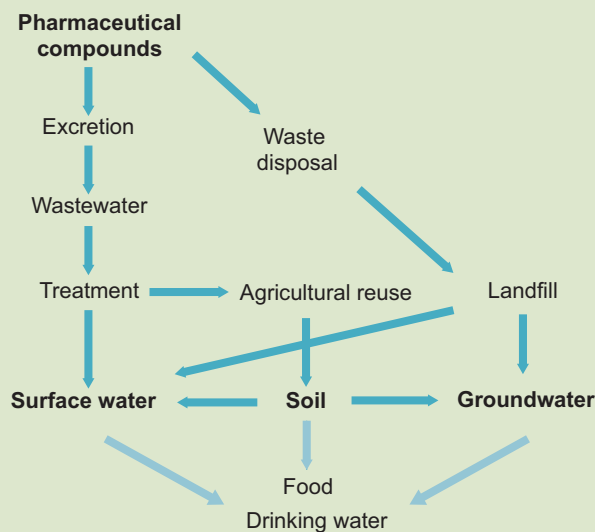 Pharmaceutical
compounds
Excretion
Waste
disposal
Wastewater
Treatment
Agricultural reuse
Landfill
Surface water
Soil
Groundwater
Food
Drinking water